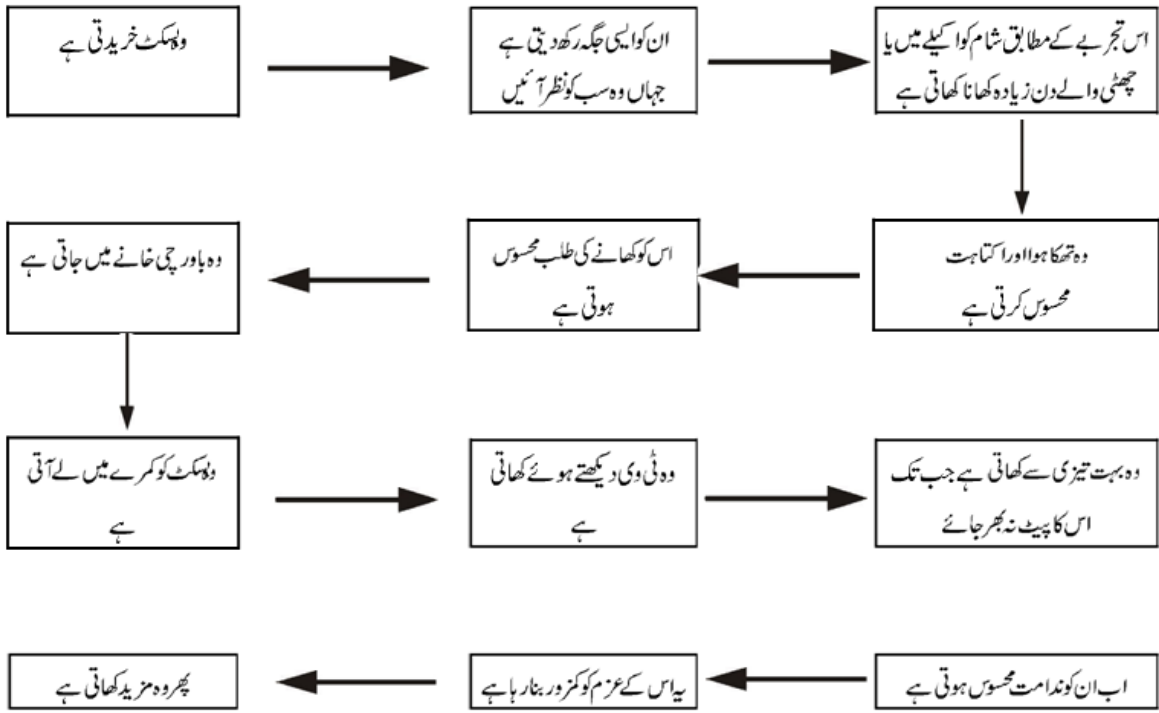 وہ بسکٹ خریدتی ہے
ان کو ایسی جگہ رکھ دیتی ہے
جہاں وہ سب کو نظر آئیں
اس تجربے کے مطابق شام کو اکیلے میں یا
چھٹی والے دن زیادہ کھانا کھاتی ہے
وہ تھکا ہوا اور اکتاہت
محسوس کرتی ہے
اس کو کھانے کی طلب محسوس
ہوتی ہے
وہ باورچی خانے میں جاتی ہے
وہ بسکٹ کو کمرے میں لے آتی
ہے
وہ ٹی وی دیکھتے ہوئے کھاتی
ہے
وہ بہت تیزی سے کھاتی ہے جب تک
اس کا پیٹ نہ بھر جائے
اب ان کو ندامت محسوس ہوتی ہے
یہ اس کے عزم کو کمزور بنا رہا ہے
پھر وہ مزید کھاتی ہے